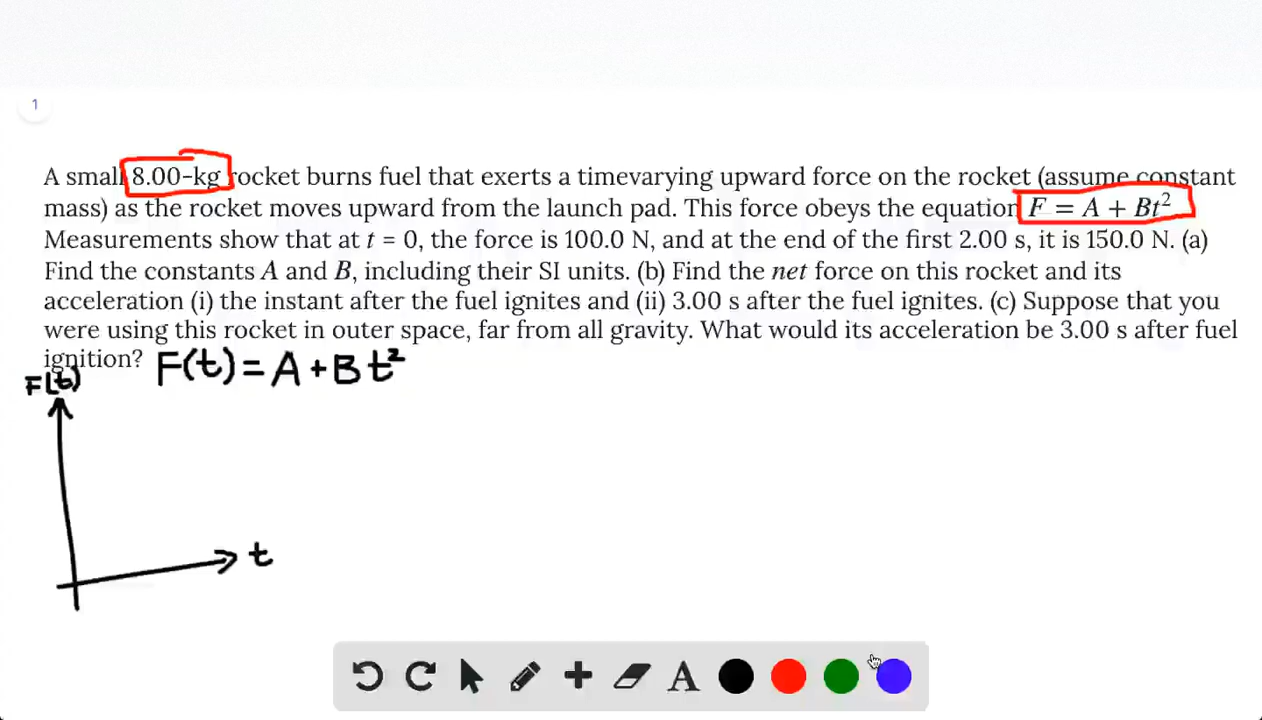 1
A small 8.00-kg rocket burns fuel that exerts a timevarying upward force on the rocket (assume constant
mass) as the rocket moves upward from the launch pad. This force obeys the equation F = A + Bt²
Measurements show that at t = 0, the force is 100.0 N, and at the end of the first 2.00 s, it is 150.0 N. (a)
Find the constants A and B, including their SI units. (b) Find the net force on this rocket and its
acceleration (i) the instant after the fuel ignites and (ii) 3.00 s after the fuel ignites. (c) Suppose that you
were using this rocket in outer space, far from all gravity. What would its acceleration be 3.00 s after fuel
ignition? F(t) = A + Bt²
F(t)
t
A